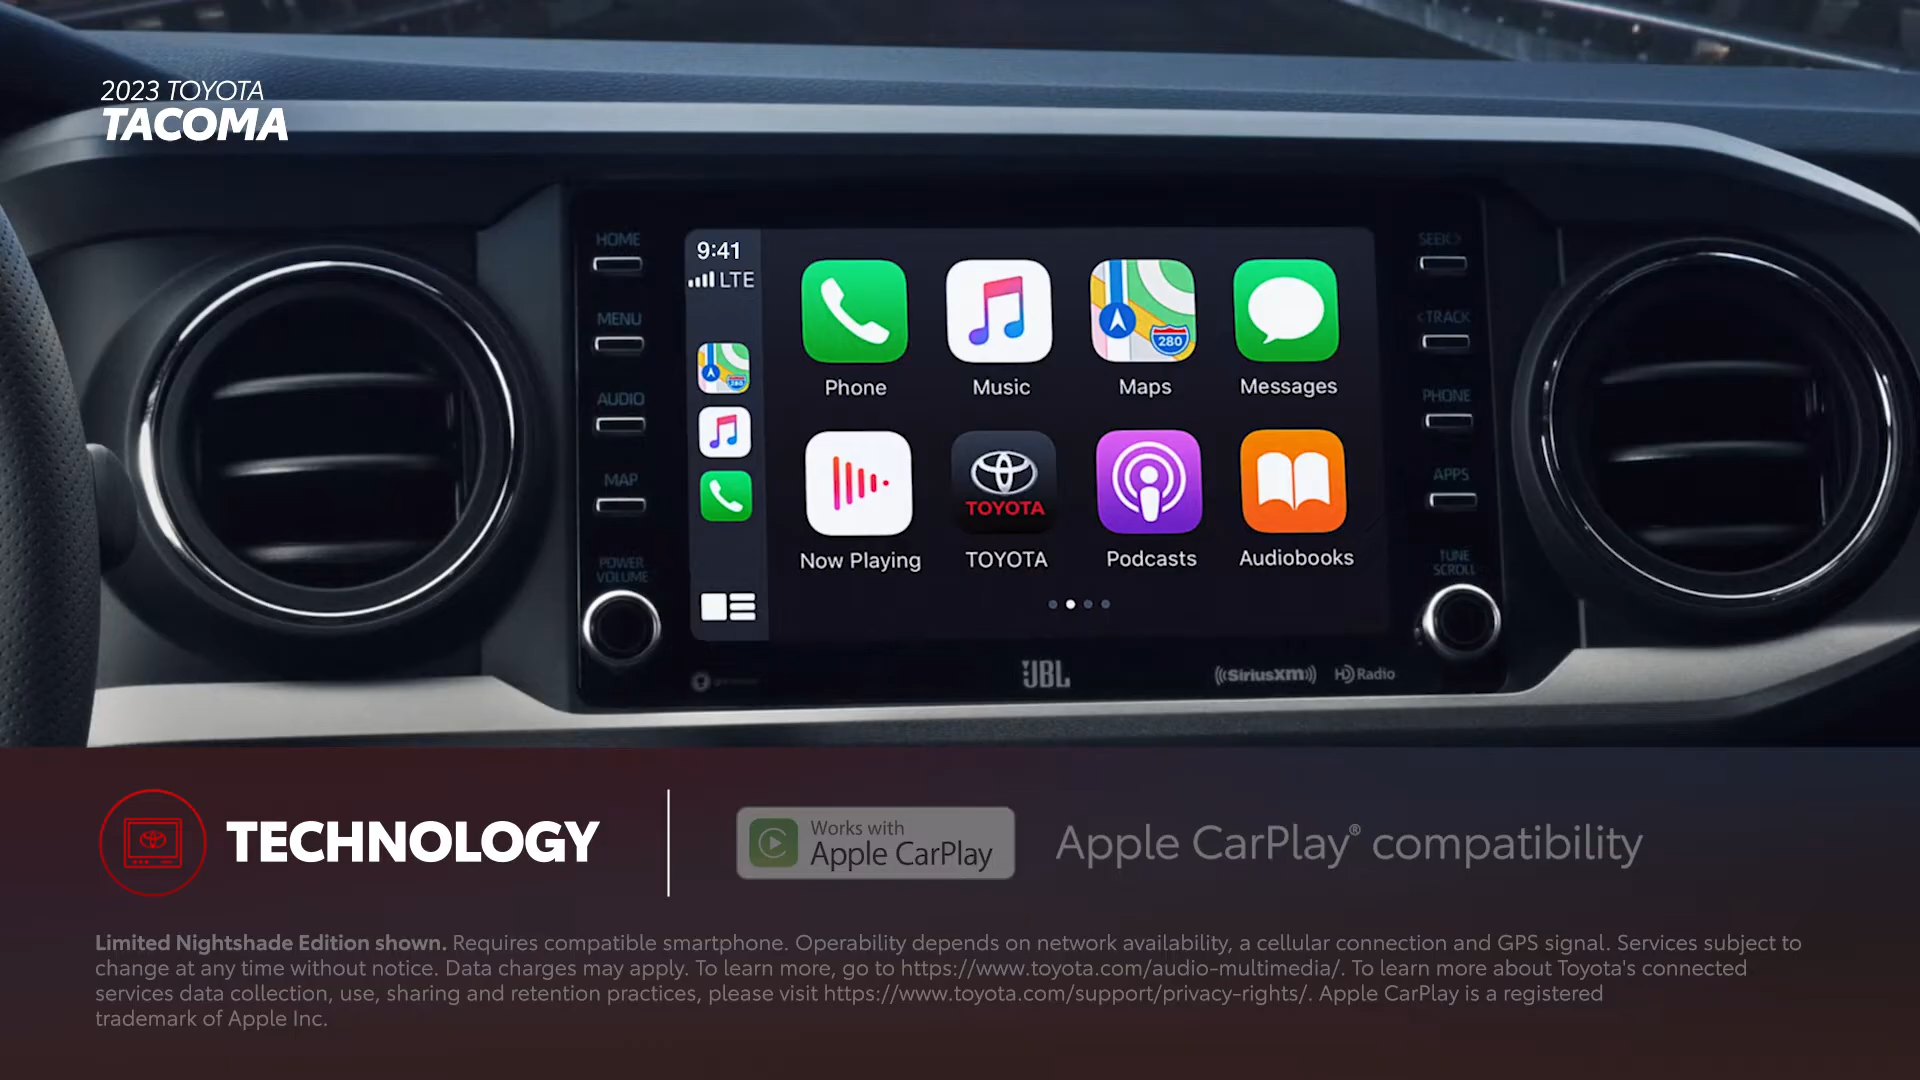 2023 TOYOTA
TACOMA
HOME
MENU
AUDIO
MAP
POWER
VOLUME
9:41
LTE
280
Phone
Music
280
Maps
Messages
Now Playing
TOYOTA
TOYOTA
Podcasts
Audiobooks
SEEK>
<TRACK
PHONE
APPS
TUNE
SCROLL
JBL
((SiriusXM))
HD Radio
TECHNOLOGY
Works with
Apple CarPlay
Apple CarPlay® compatibility
Limited Nightshade Edition shown. Requires compatible smartphone. Operability depends on network availability, a cellular connection and GPS signal. Services subject to
change at any time without notice. Data charges may apply. To learn more, go to https://www.toyota.com/audio-multimedia/. To learn more about Toyota's connected
services data collection, use, sharing and retention practices, please visit https://www.toyota.com/support/privacy-rights/. Apple CarPlay is a registered
trademark of Apple Inc.